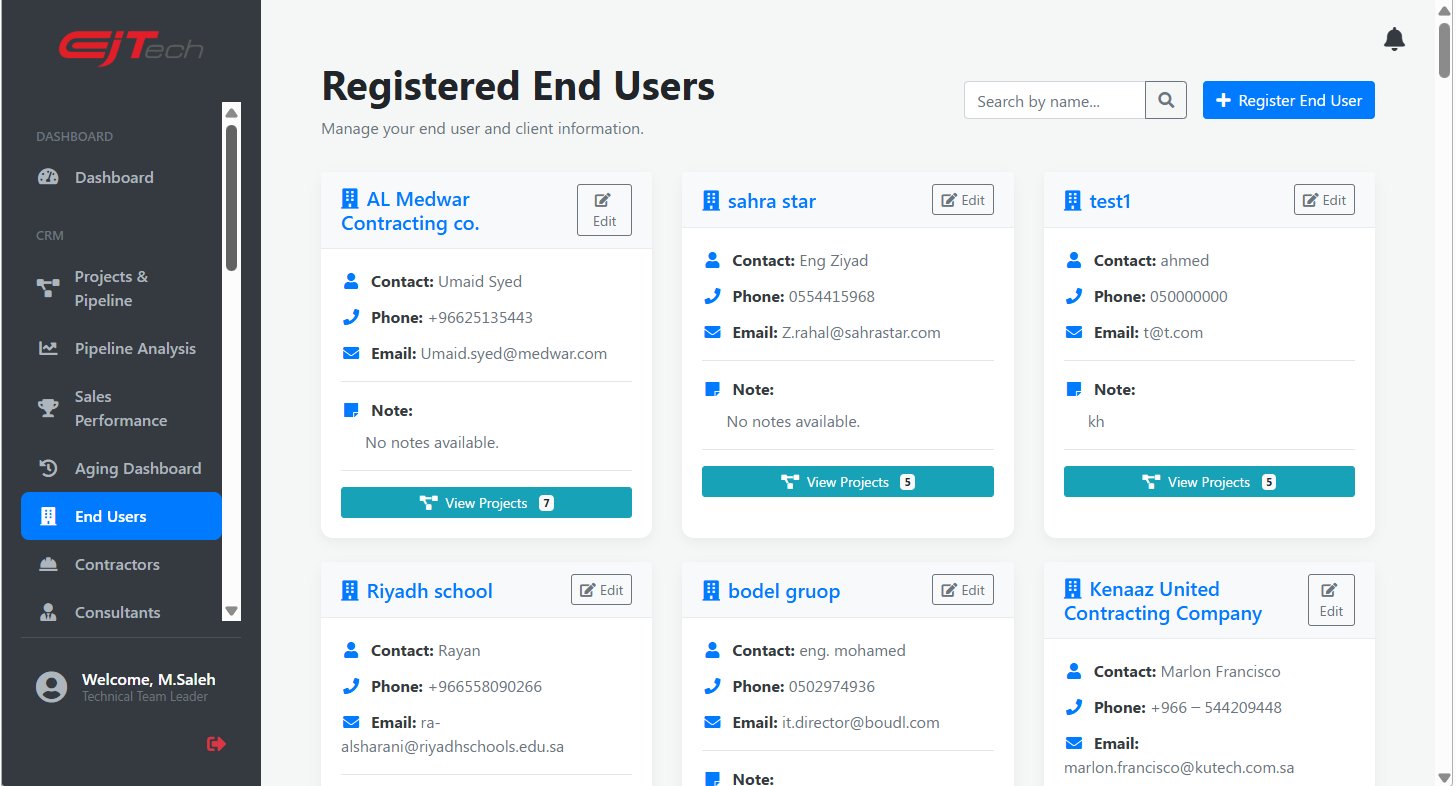 EJTech
DASHBOARD
Dashboard
CRM
Projects &
Pipeline
Pipeline Analysis
Sales
Performance
Aging Dashboard
End Users
Contractors
Consultants
Welcome, M.Saleh
Technical Team Leader
Registered End Users
Manage your end user and client information.
Search by name...
Register End User
AL Medwar
Contracting co.
Edit
Contact: Umaid Syed
Phone: +96625135443
Email: Umaid.syed@medwar.com
Note:
No notes available.
View Projects 7
sahra star
Edit
Contact: Eng Ziyad
Phone: 0554415968
Email: Z.rahal@sahrastar.com
Note:
No notes available.
View Projects 5
test1
Edit
Contact: ahmed
Phone: 050000000
Email: t@t.com
Note:
kh
View Projects 5
Riyadh school
Edit
Contact: Rayan
Phone: +966558090266
Email: ra-
alsharani@riyadhschools.edu.sa
bodel gruop
Edit
Contact: eng. mohamed
Phone: 0502974936
Email: it.director@boudl.com
Note:
Kenaaz United
Contracting Company
Edit
Contact: Marlon Francisco
Phone: +966 – 544209448
Email:
marlon.francisco@kutech.com.sa